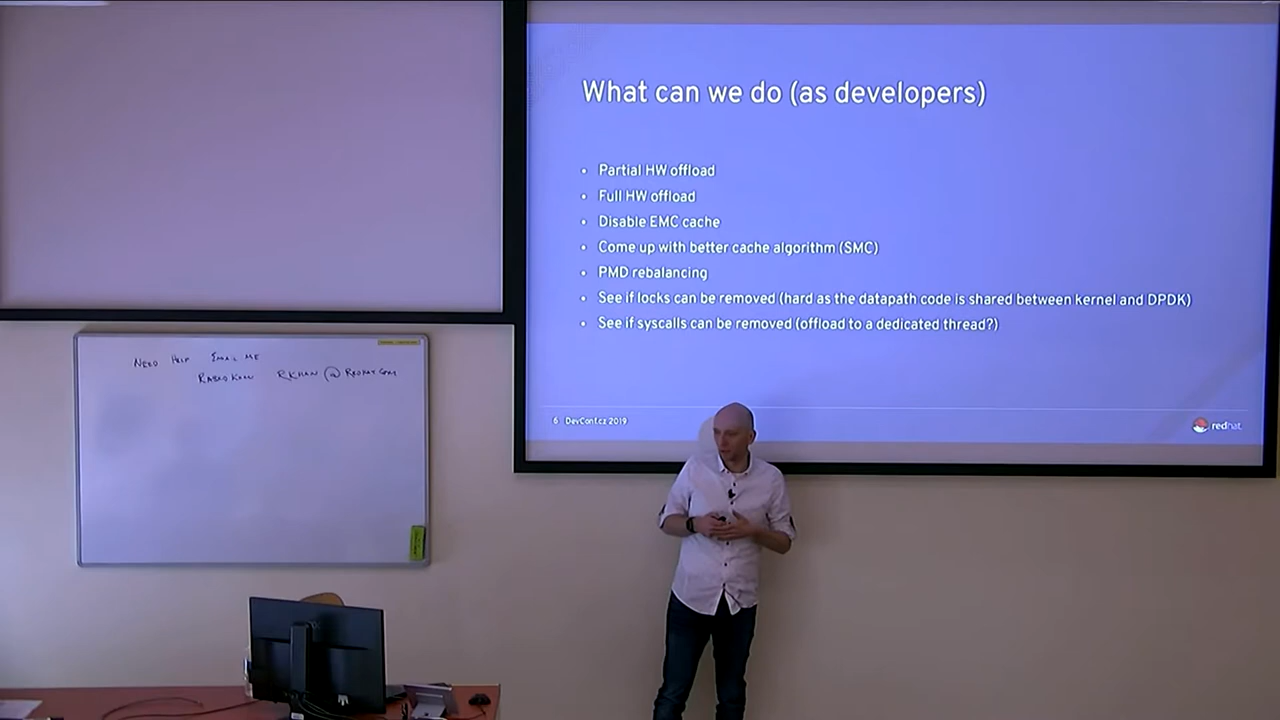 What can we do (as developers)
• Partial HW offload
• Full HW offload
• Disable EMC cache
• Come up with better cache algorithm (SMC)
• PMD rebalancing
• See if locks can be removed (hard as the datapath code is shared between kernel and DPDK)
• See if syscalls can be removed (offload to a dedicated thread?)
6 DevConf.cz 2019
redhat.
NEED HELP EMAIL ME
RKHAN @ REDHAT.COM